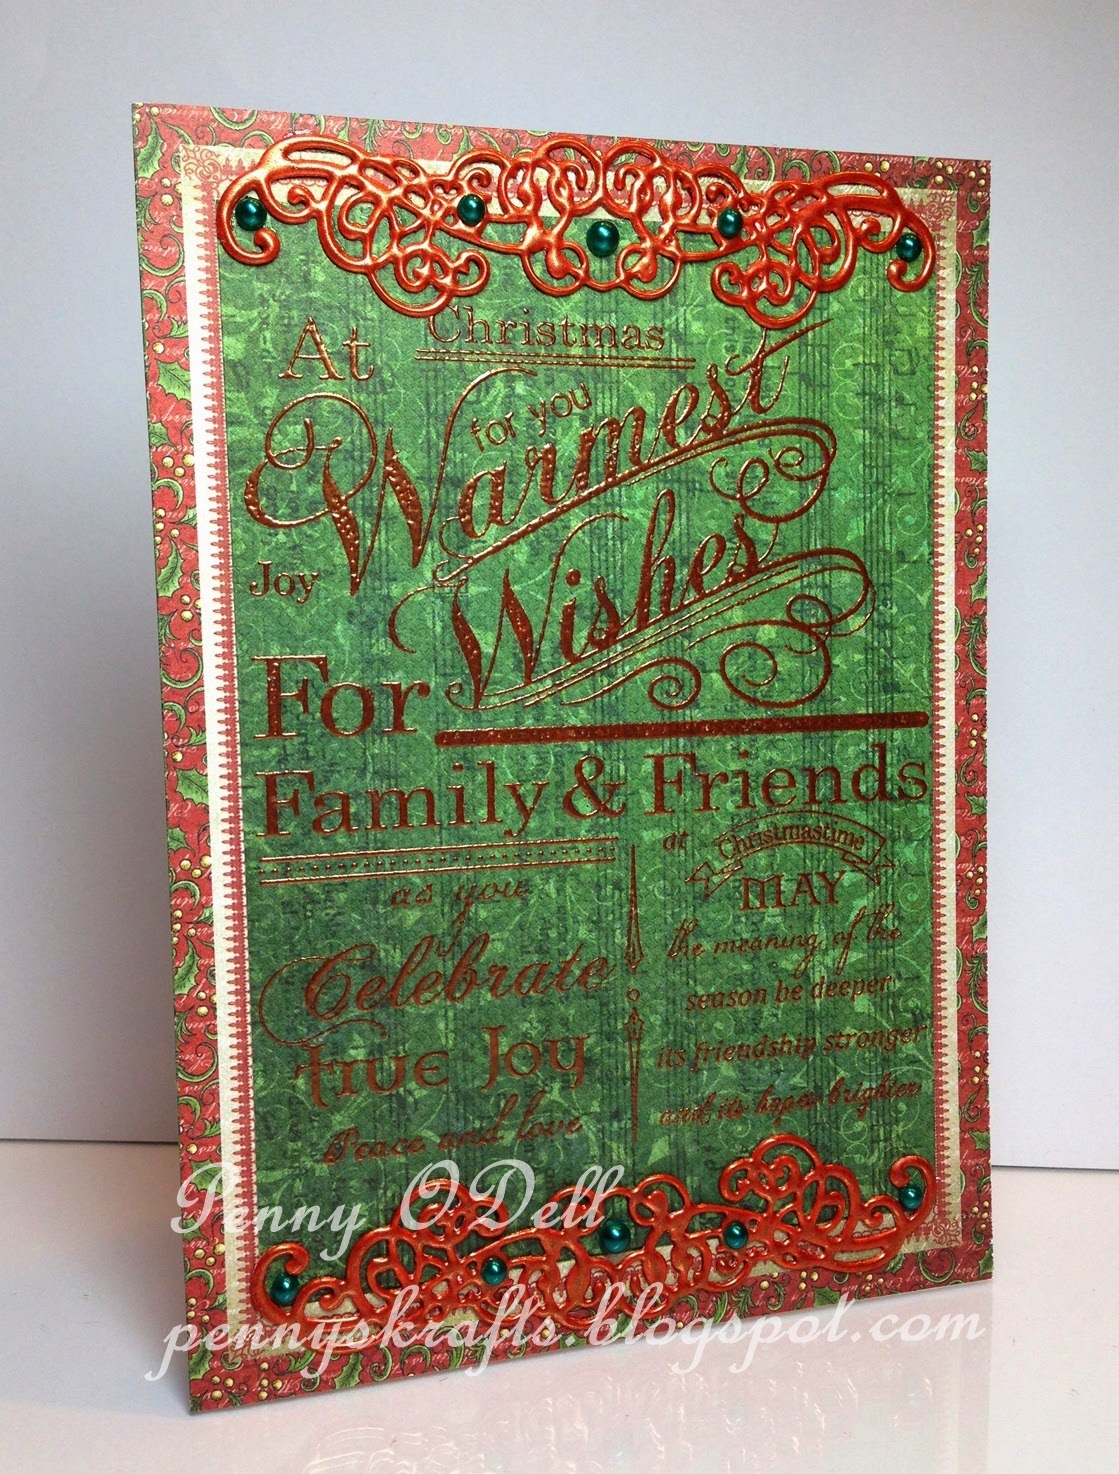 At Christmas
for you
Warmest
Wishes
Joy
For
Family & Friends
as you
Celebrate
true Joy
Peace and love
at Christmastime
MAY
the meaning of the
season be deeper
its friendship stronger
and its hopes brighter
Penny O'Dell
pennyskrafts.blogspot.com